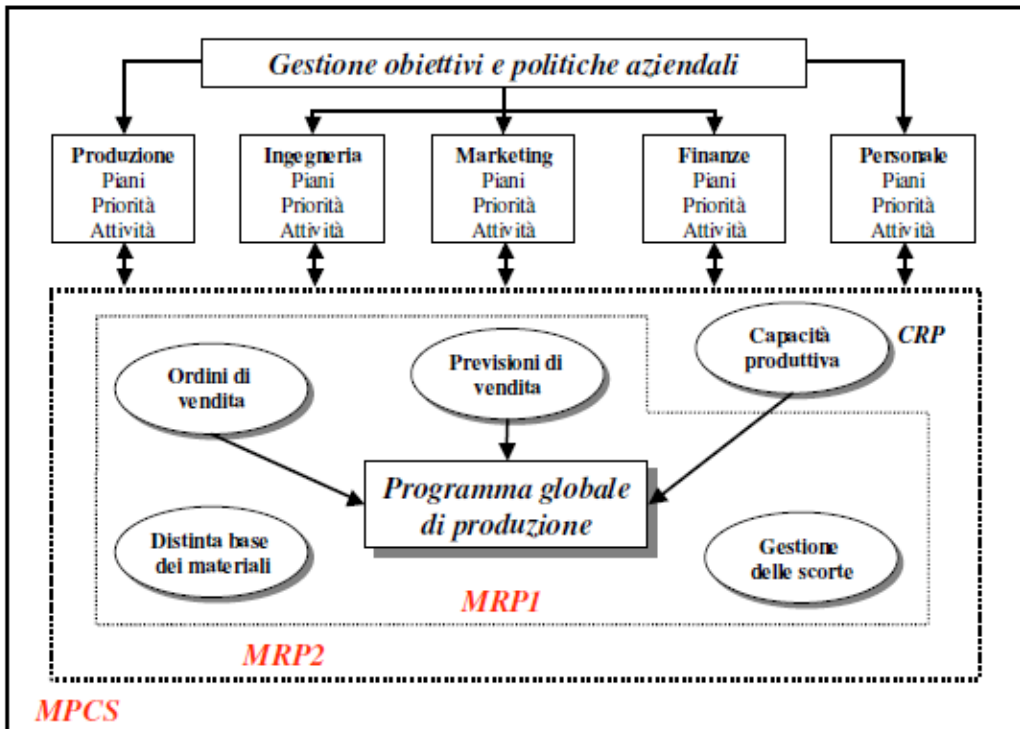 Gestione obiettivi e politiche aziendali
Produzione
Piani
Priorità
Attività
Ingegneria
Piani
Priorità
Attività
Marketing
Piani
Priorità
Attività
Finanze
Piani
Priorità
Attività
Personale
Piani
Priorità
Attività
Ordini di
vendita
Previsioni di
vendita
Capacità
produttiva
CRP
Programma globale
di produzione
Distinta base
dei materiali
Gestione
delle scorte
MRP1
MRP2
MPCS